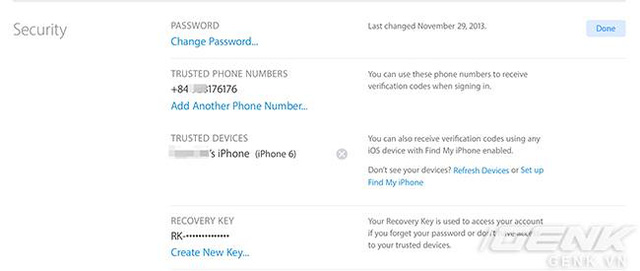 Security
PASSWORD
Change Password...
Last changed November 29, 2013.
Done
TRUSTED PHONE NUMBERS
+84 176176
Add Another Phone Number...
You can use these phone numbers to receive
verification codes when signing in.
TRUSTED DEVICES
's iPhone (iPhone 6)
You can also receive verification codes using any
iOS device with Find My iPhone enabled.
Don't see your devices? Refresh Devices or Set up
Find My iPhone
RECOVERY KEY
RK-••••••••••••••
Create New Key...
Your Recovery Key is used to access your account
if you forget your password or don't have access
to your trusted devices.
GENK
GENK.VN